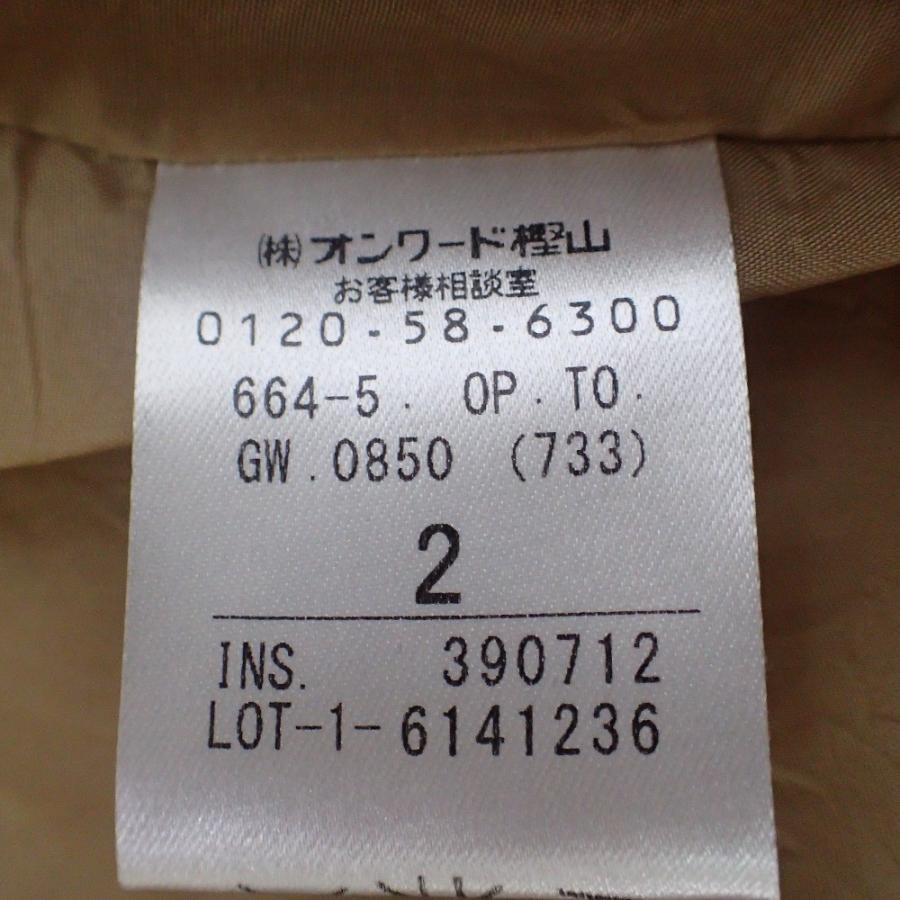 ㈱オンワード樫山
お客様相談室
0120-58-6300
664-5. OP.TO.
GW.0850 (733)
2
INS. 390712
LOT-1-6141236